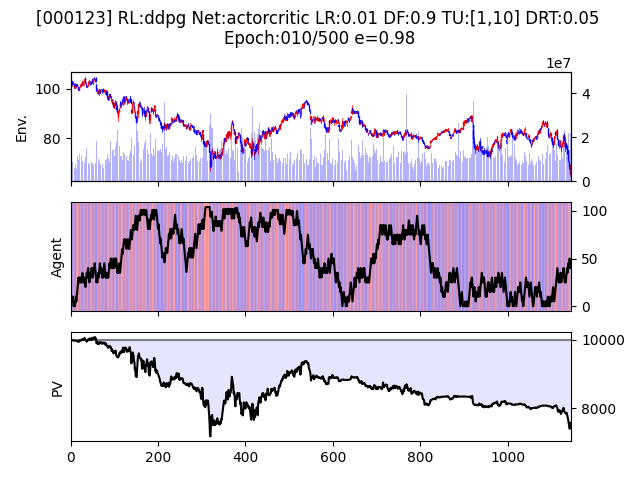 [000123] RL:ddpg Net:actorcritic LR:0.01 DF:0.9 TU:[1,10] DRT:0.05
Epoch:010/500 e=0.98
1e7
100
80
Env.
4
2
0
Agent
100
50
0
PV
10000
8000
0
200
400
600
800
1000